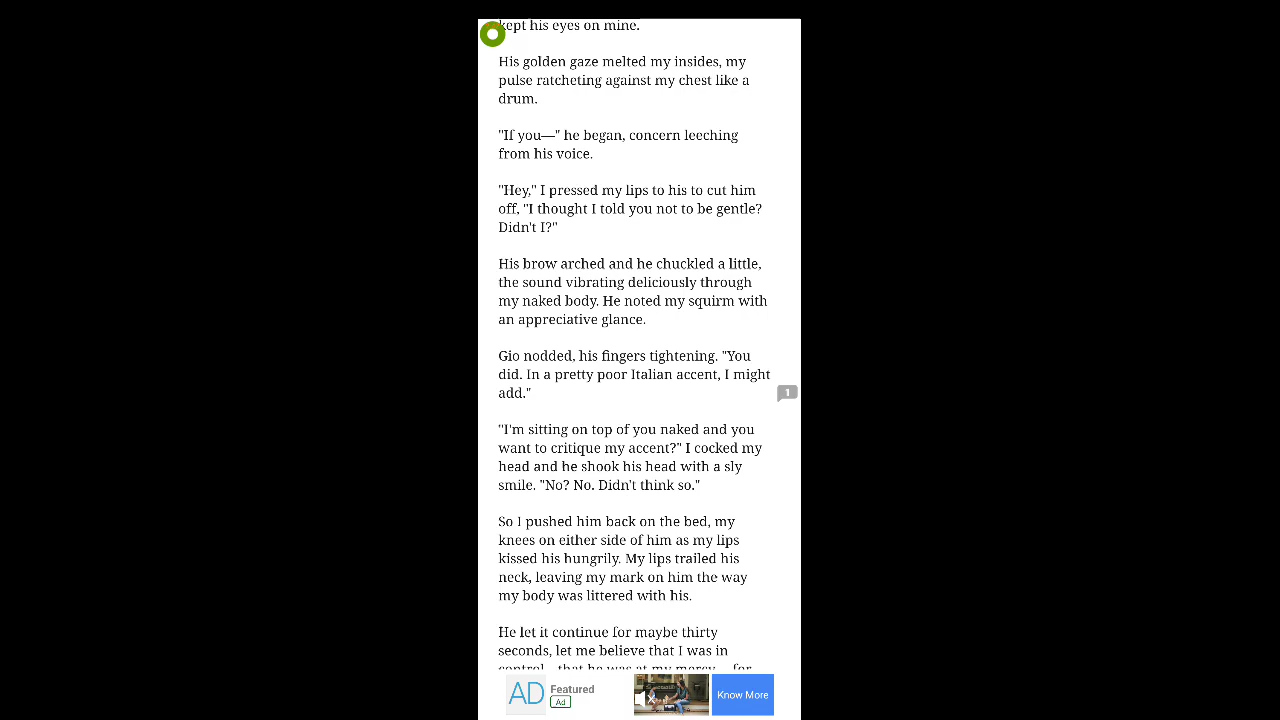 kept his eyes on mine.
His golden gaze melted my insides, my
pulse ratcheting against my chest like a
drum.
"If you—" he began, concern leeching
from his voice.
"Hey," I pressed my lips to his to cut him
off, "I thought I told you not to be gentle?
Didn't I?"
His brow arched and he chuckled a little,
the sound vibrating deliciously through
my naked body. He noted my squirm with
an appreciative glance.
Gio nodded, his fingers tightening. "You
did. In a pretty poor Italian accent, I might
add."
1
"I'm sitting on top of you naked and you
want to critique my accent?" I cocked my
head and he shook his head with a sly
smile. "No? No. Didn't think so."
So I pushed him back on the bed, my
knees on either side of him as my lips
kissed his hungrily. My lips trailed his
neck, leaving my mark on him the way
my body was littered with his.
He let it continue for maybe thirty
seconds, let me believe that I was in
control—that he was at my mercy—for
AD
Featured
Ad
Know More